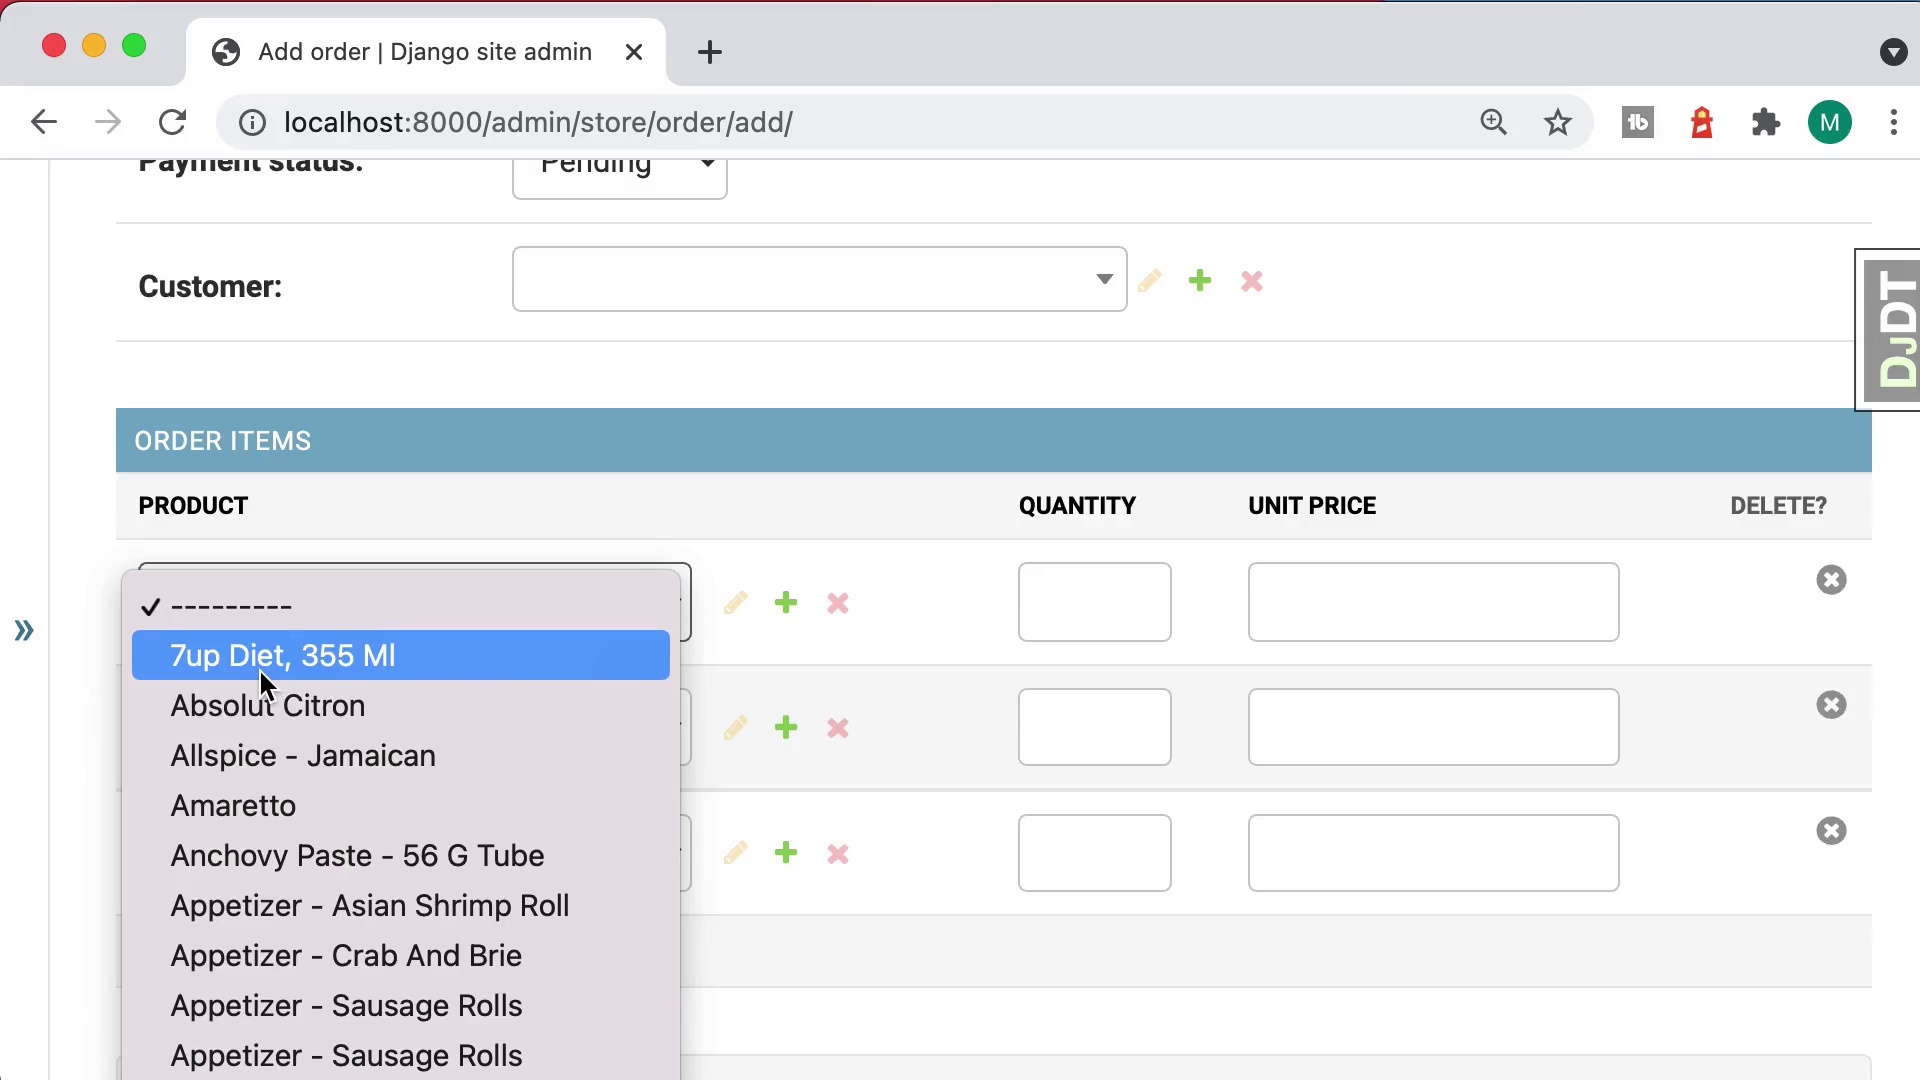 Add order | Django site admin
localhost:8000/admin/store/order/add/
M
Payment status:
Pending
Customer:
DJDT
ORDER ITEMS
PRODUCT QUANTITY UNIT PRICE DELETE?
---------
7up Diet, 355 Ml
Absolut Citron
Allspice - Jamaican
Amaretto
Anchovy Paste - 56 G Tube
Appetizer - Asian Shrimp Roll
Appetizer - Crab And Brie
Appetizer - Sausage Rolls
Appetizer - Sausage Rolls